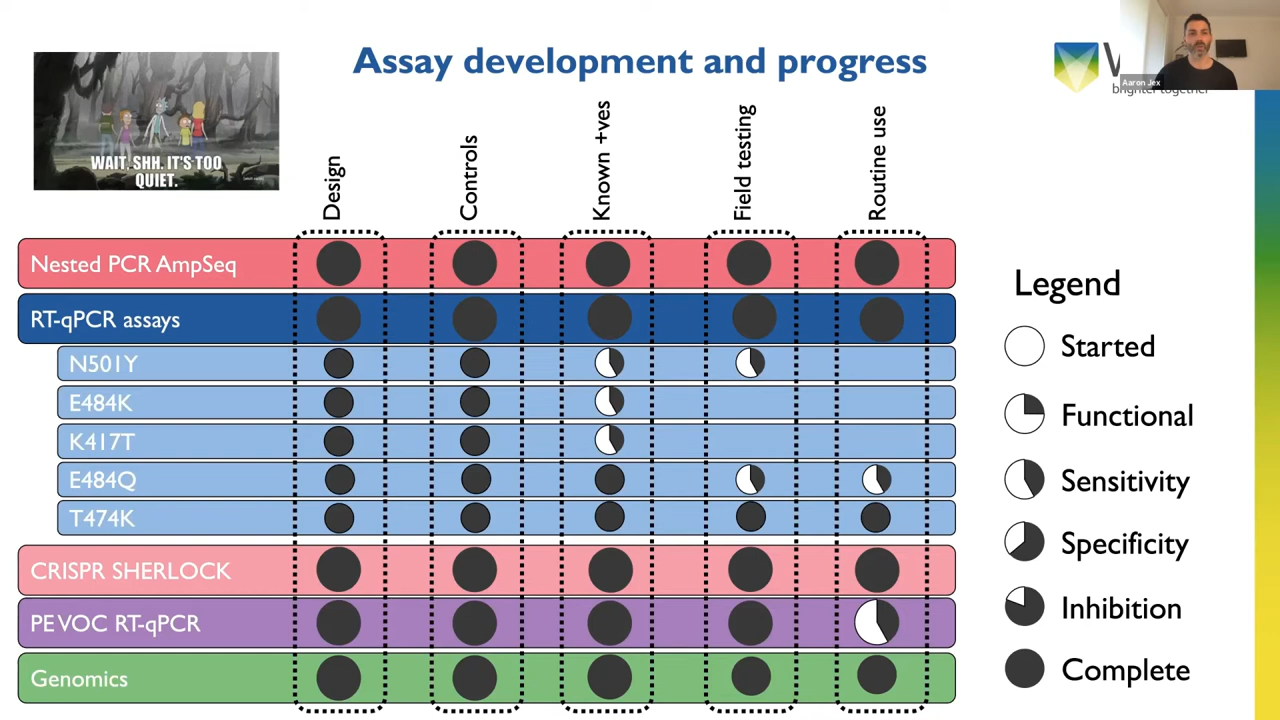 Assay development and progress
WAIT, SHH. IT'S TOO
QUIET.
V
Aaron Jex
brighter together
Design
Controls
Known +ves
Field testing
Routine use
Nested PCR AmpSeq
RT-qPCR assays
N501Y
E484K
K417T
E484Q
T474K
CRISPR SHERLOCK
PE VOC RT-qPCR
Genomics
Legend
Started
Functional
Sensitivity
Specificity
Inhibition
Complete